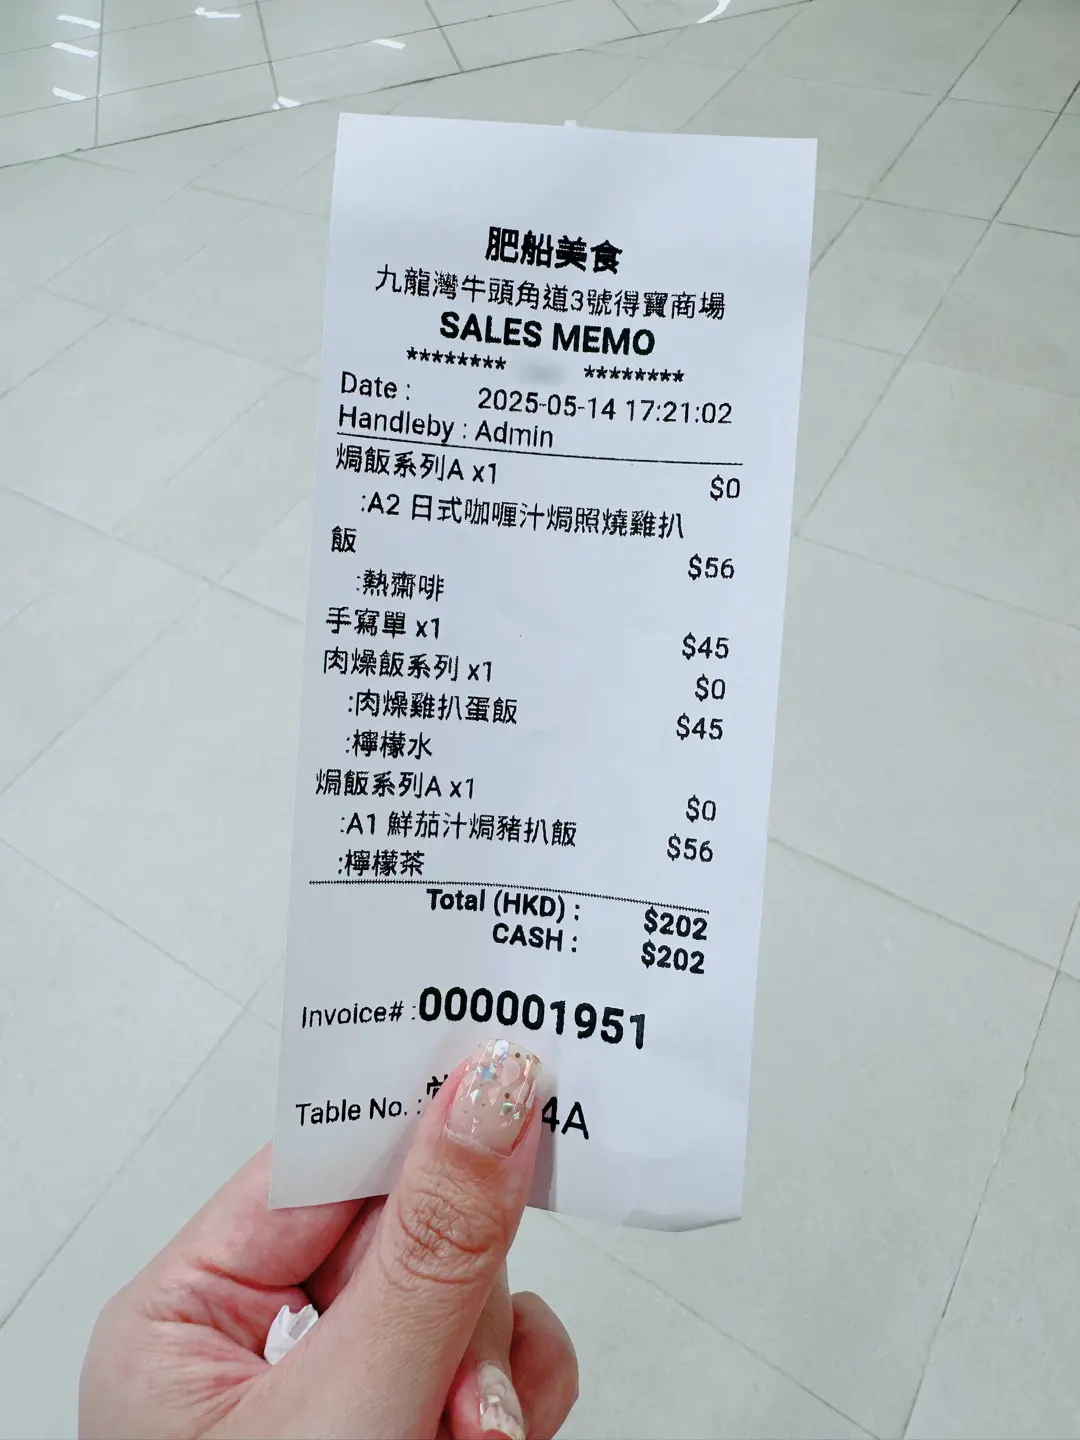 肥船美食
九龍灣牛頭角道3號得寶商場
SALES MEMO
******** ********
Date : 2025-05-14 17:21:02
Handleby : Admin
焗飯系列A x1 $0
:A2 日式咖喱汁焗照燒雞扒
飯 $56
:熱齋啡
手寫單 x1 $45
肉燥飯系列 x1 $0
:肉燥雞扒蛋飯 $45
:檸檬水
焗飯系列A x1 $0
:A1 鮮茄汁焗豬扒飯 $56
:檸檬茶
Total (HKD) : $202
CASH : $202
Invoice# :000001951
Table No. : 4A